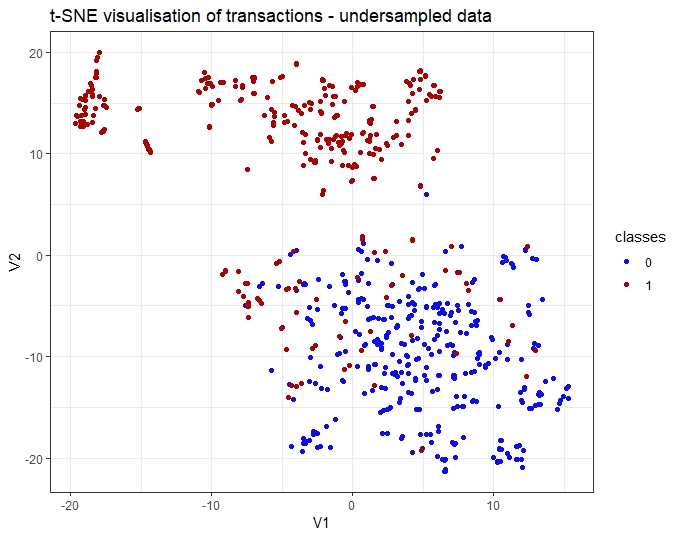 t-SNE visualisation of transactions - undersampled data
20
10
0
-10
-20
V2
-20
-10
0
10
V1
classes
0
1